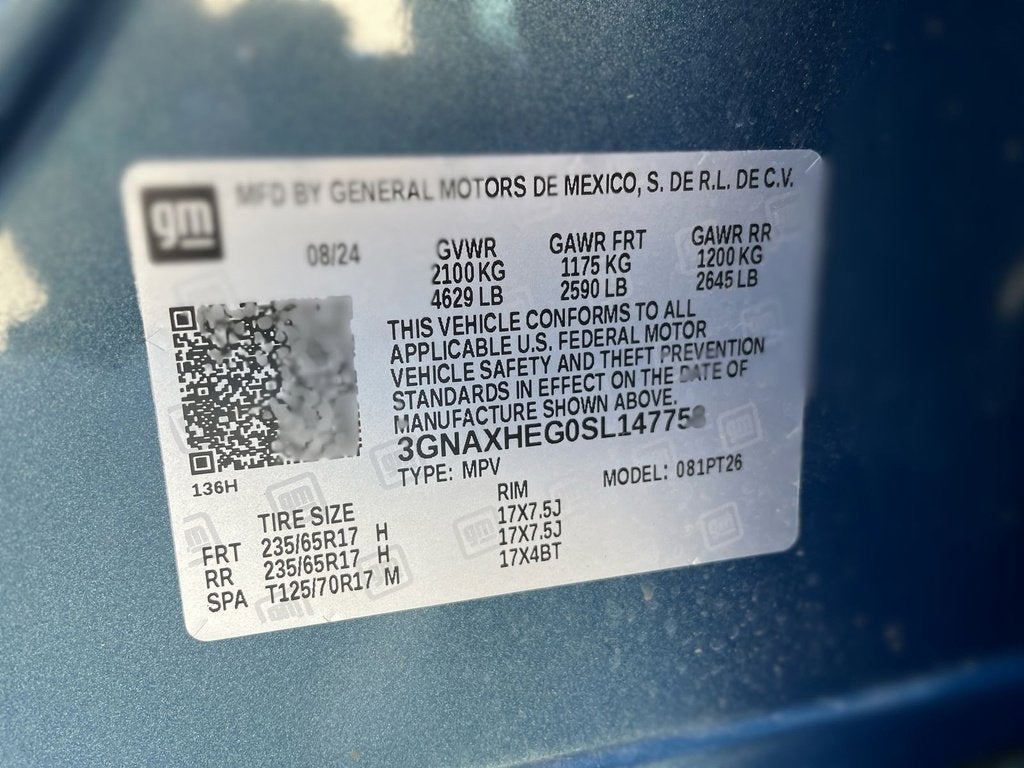 gm
MFD BY GENERAL MOTORS DE MEXICO, S. DE R.L. DE C.V.
08/24
GVWR GAWR FRT GAWR RR
2100 KG 1175 KG 1200 KG
4629 LB 2590 LB 2645 LB
THIS VEHICLE CONFORMS TO ALL
APPLICABLE U.S. FEDERAL MOTOR
VEHICLE SAFETY AND THEFT PREVENTION
STANDARDS IN EFFECT ON THE DATE OF
MANUFACTURE SHOWN ABOVE.
3GNAXHEG0SL147758
136H
TYPE: MPV MODEL: 081PT26
TIRE SIZE RIM
FRT 235/65R17 H 17X7.5J
RR 235/65R17 H 17X7.5J
SPA T125/70R17 M 17X4BT